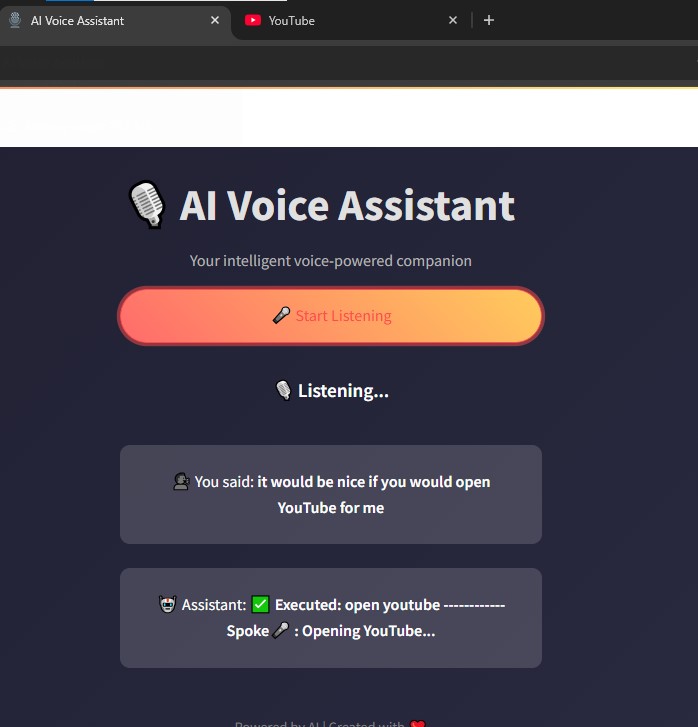 AI Voice Assistant
YouTube
AI Voice Assistant
Your intelligent voice-powered companion
Start Listening
Listening...
You said: it would be nice if you would open
YouTube for me
Assistant: ✅ Executed: open youtube ------------
Spoke 🎤 : Opening YouTube...
Powered by AI | Created with ❤️